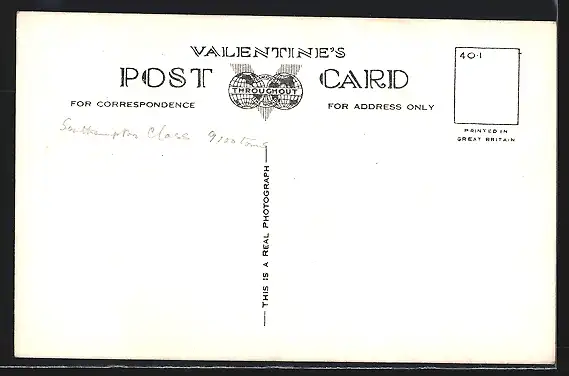 VALENTINE'S
POST CARD
THROUGHOUT
FOR CORRESPONDENCE
FOR ADDRESS ONLY
40·1
PRINTED IN
GREAT BRITAIN
Southampton Class 9100 tons
THIS IS A REAL PHOTOGRAPH